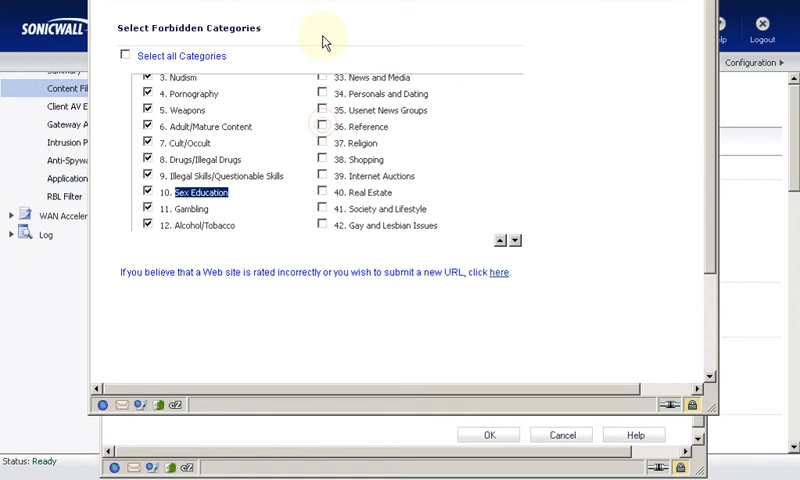 SONICWALL
Select Forbidden Categories
Select all Categories
Logout
Configuration
Content Fil
Client AV E
Gateway A
Intrusion P
Anti-Spyw
Application
RBL Filter
WAN Acceler
Log
3. Nudism
4. Pornography
5. Weapons
6. Adult/Mature Content
7. Cult/Occult
8. Drugs/Illegal Drugs
9. Illegal Skills/Questionable Skills
10. Sex Education
11. Gambling
12. Alcohol/Tobacco
33. News and Media
34. Personals and Dating
35. Usenet News Groups
36. Reference
37. Religion
38. Shopping
39. Internet Auctions
40. Real Estate
41. Society and Lifestyle
42. Gay and Lesbian Issues
If you believe that a Web site is rated incorrectly or you wish to submit a new URL, click here.
OK
Cancel
Help
Status: Ready